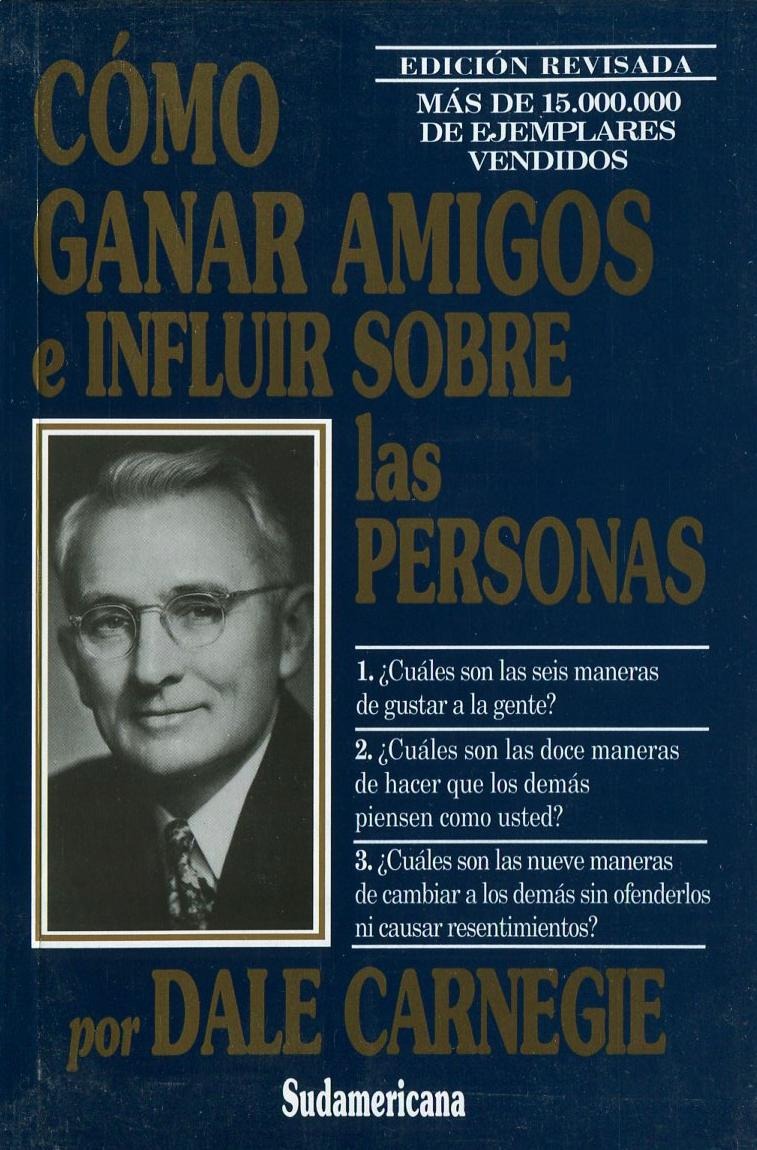 CÓMO
GANAR AMIGOS
e INFLUIR SOBRE
las
PERSONAS
EDICIÓN REVISADA
MÁS DE 15.000.000
DE EJEMPLARES
VENDIDOS
1. ¿Cuáles son las seis maneras
de gustar a la gente?
2. ¿Cuáles son las doce maneras
de hacer que los demás
piensen como usted?
3. ¿Cuáles son las nueve maneras
de cambiar a los demás sin ofenderlos
ni causar resentimientos?
por DALE CARNEGIE
Sudamericana